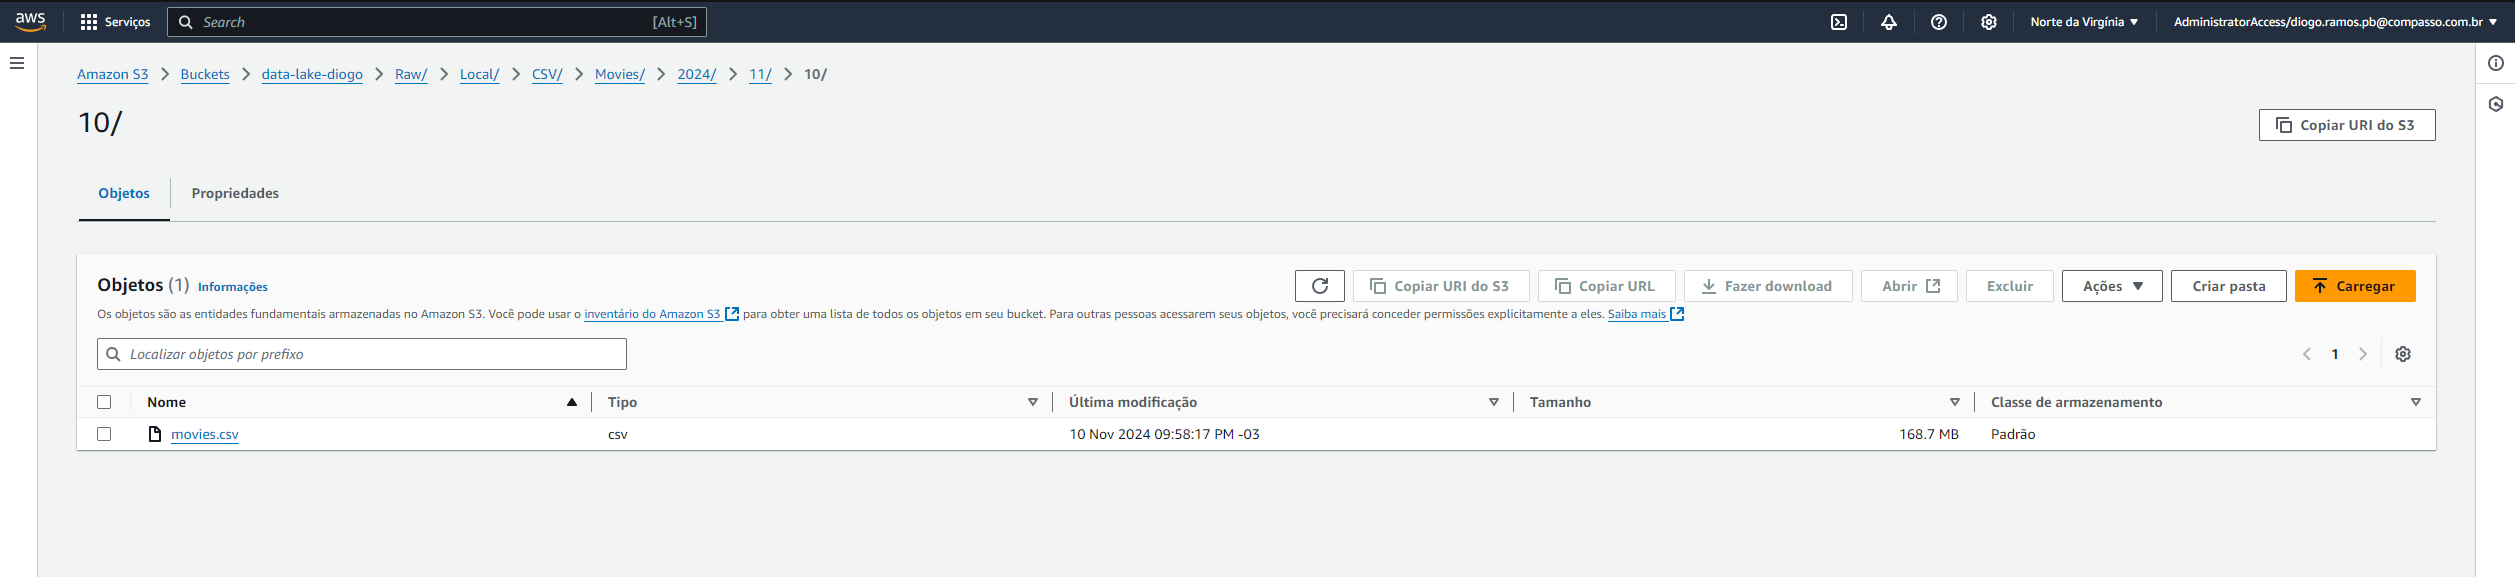 aws Serviços Search [Alt+S] Norte da Virgínia AdministratorAccess/diogo.ramos.pb@compasso.com.br
Amazon S3 Buckets data-lake-diogo Raw/ Local/ CSV/ Movies/ 2024/ 11/ 10/
10/
Copiar URI do S3
Objetos Propriedades
Objetos (1) Informações Copiar URI do S3 Copiar URL Fazer download Abrir Excluir Ações Criar pasta Carregar
Os objetos são as entidades fundamentais armazenadas no Amazon S3. Você pode usar o inventário do Amazon S3 para obter uma lista de todos os objetos em seu bucket. Para outras pessoas acessarem seus objetos, você precisará conceder permissões explicitamente a eles. Saiba mais
Localizar objetos por prefixo 1
Nome Tipo Última modificação Tamanho Classe de armazenamento
movies.csv csv 10 Nov 2024 09:58:17 PM -03 168.7 MB Padrão